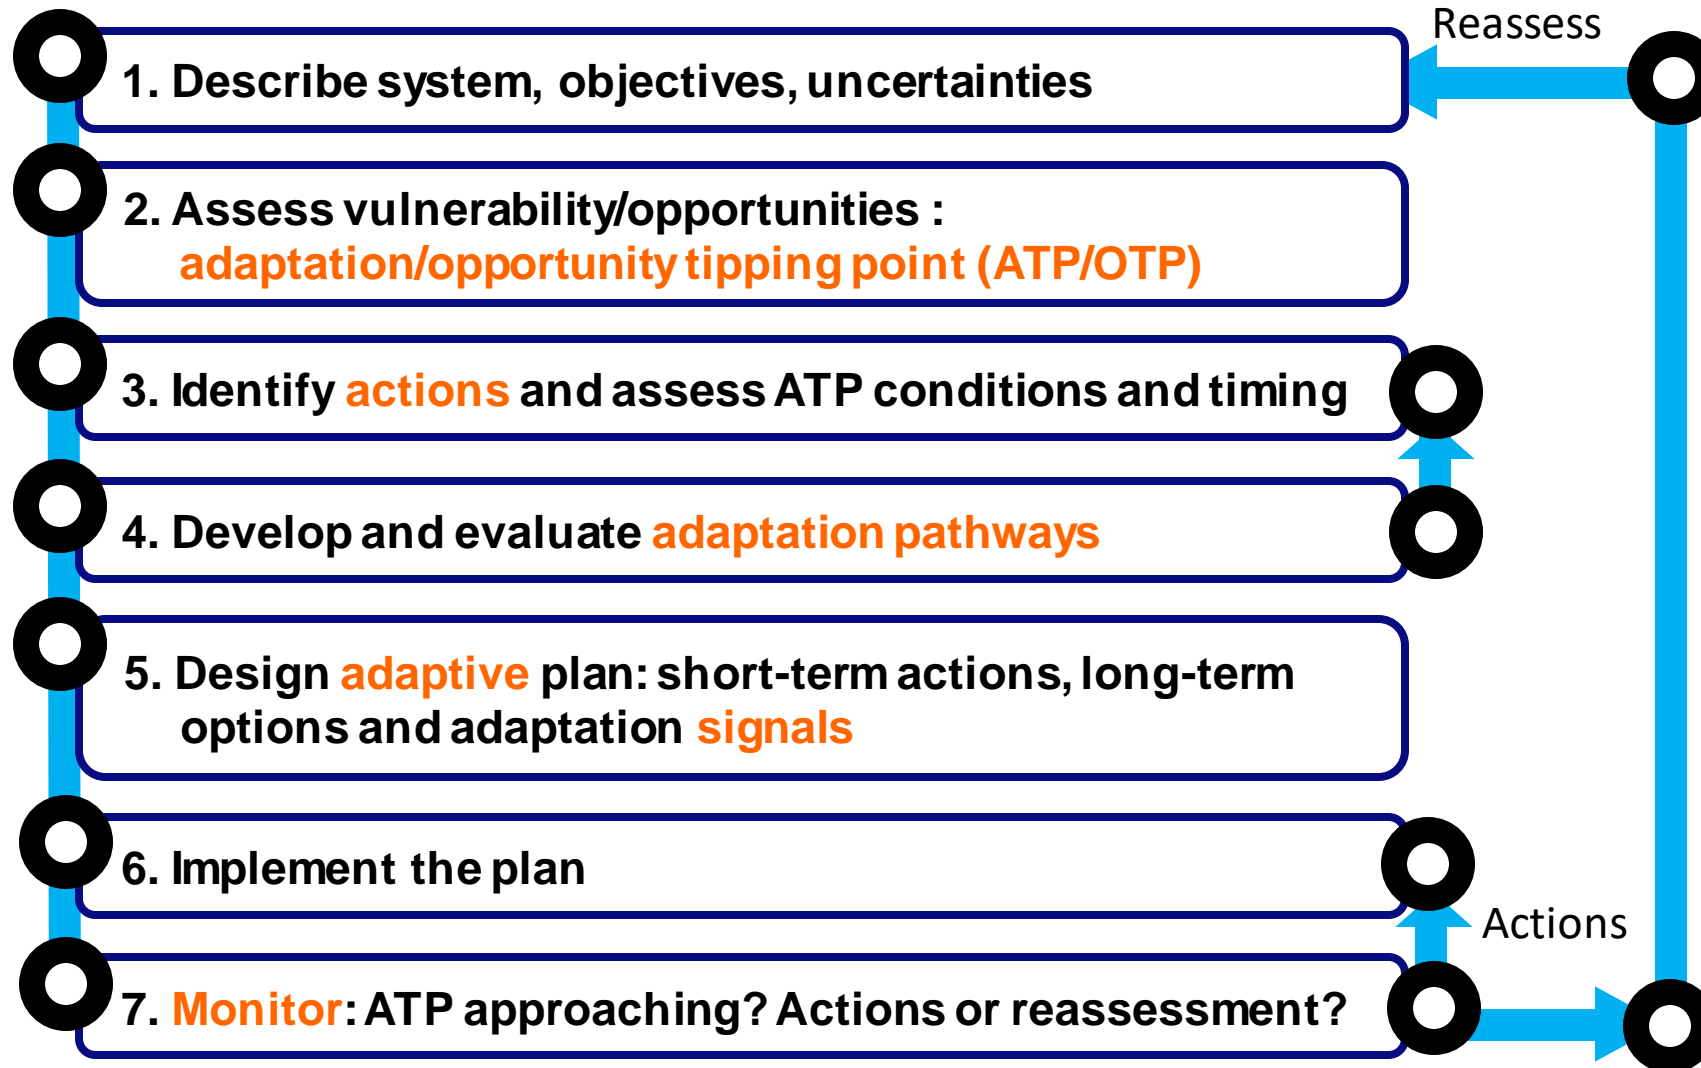 Reassess
1. Describe system, objectives, uncertainties
2. Assess vulnerability/opportunities :
adaptation/opportunity tipping point (ATP/OTP)
3. Identify actions and assess ATP conditions and timing
4. Develop and evaluate adaptation pathways
5. Design adaptive plan: short-term actions, long-term
options and adaptation signals
6. Implement the plan
Actions
7. Monitor: ATP approaching? Actions or reassessment?